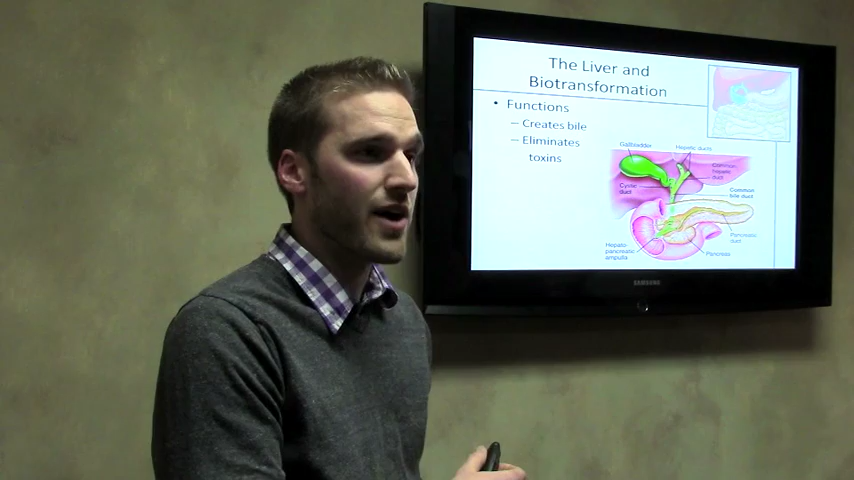 The Liver and
Biotransformation
• Functions
– Creates bile
– Eliminates
toxins
Gallbladder
Hepatic ducts
Common
hepatic
duct
Cystic
duct
Common
bile duct
Pancreatic
duct
Hepato-
pancreatic
ampulla
Pancreas
SAMSUNG